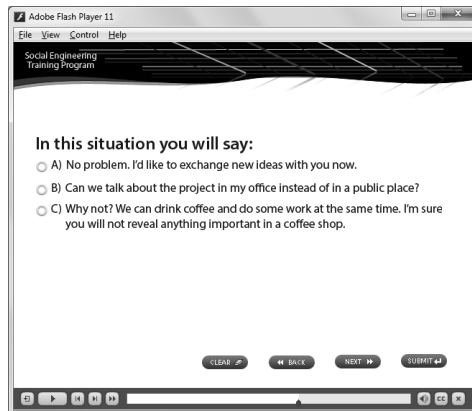 Adobe Flash Player 11
File View Control Help
Social Engineering
Training Program
In this situation you will say:
A) No problem. I'd like to exchange new ideas with you now.
B) Can we talk about the project in my office instead of in a public place?
C) Why not? We can drink coffee and do some work at the same time. I'm sure
you will not reveal anything important in a coffee shop.
CLEAR BACK NEXT SUBMIT
CC